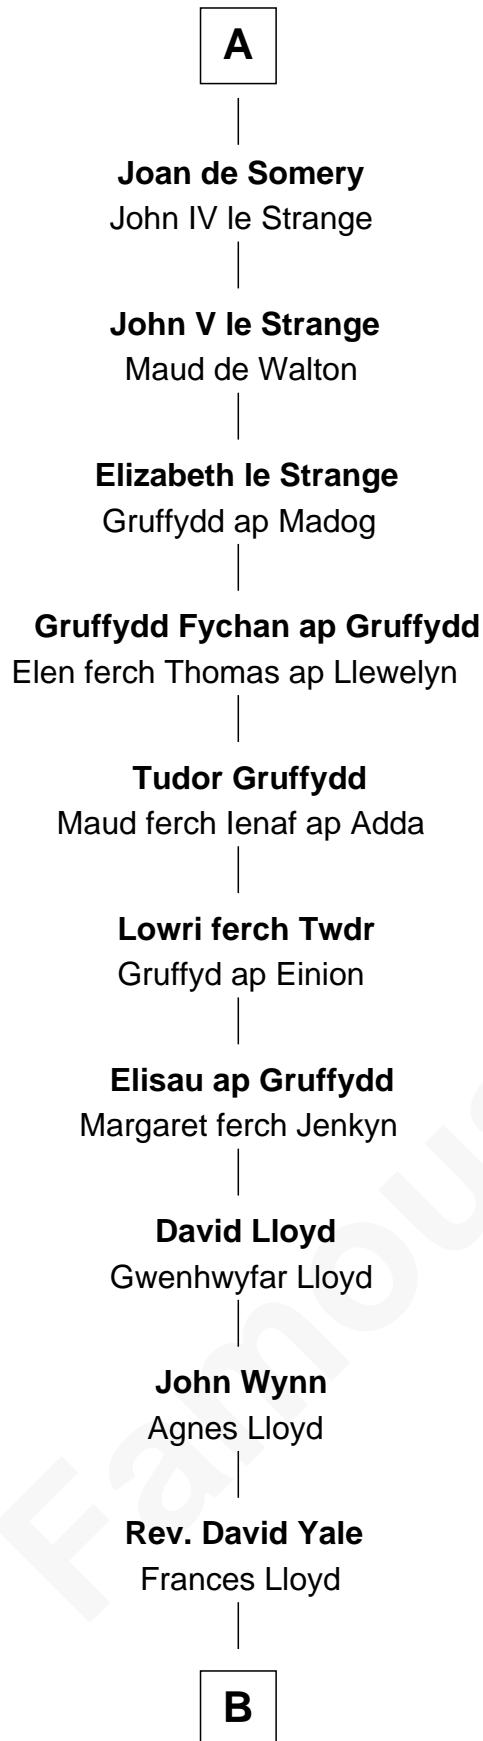 A
Joan de Somery
John IV le Strange
John V le Strange
Maud de Walton
Elizabeth le Strange
Gruffydd ap Madog
Gruffydd Fychan ap Gruffydd
Elen ferch Thomas ap Llewelyn
Tudor Gruffydd
Maud ferch Ienaf ap Adda
Lowri ferch Twdr
Gruffyd ap Einion
Elisau ap Gruffydd
Margaret ferch Jenkyn
David Lloyd
Gwenhwyfar Lloyd
John Wynn
Agnes Lloyd
Rev. David Yale
Frances Lloyd
B
Famou